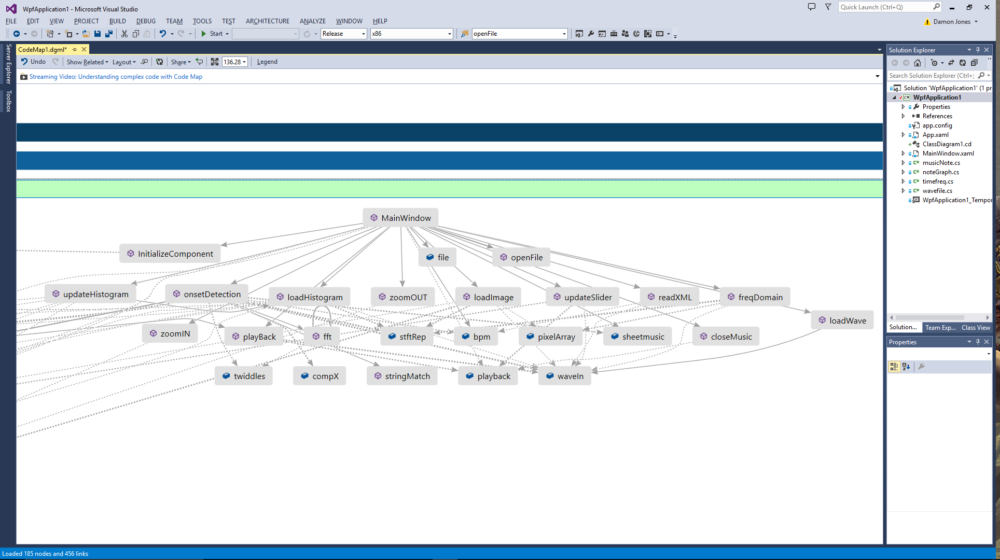 WpfApplication1 - Microsoft Visual Studio
Quick Launch (Ctrl+Q)
FILE EDIT VIEW PROJECT BUILD DEBUG TEAM TOOLS TEST ARCHITECTURE ANALYZE WINDOW HELP
Damon Jones
Start Release x86 openFile
Server Explorer
Toolbox
CodeMap1.dgml*
Undo Show Related Layout Share 136.28 Legend
Streaming Video: Understanding complex code with Code Map
MainWindow
InitializeComponent
file openFile
updateHistogram onsetDetection loadHistogram zoomOUT loadImage updateSlider readXML freqDomain
loadWave
zoomIN playBack fft stftRep bpm pixelArray sheetmusic closeMusic
twiddles compX stringMatch playback waveIn
Solution Explorer
Search Solution Explorer (Ctrl+;
Solution 'WpfApplication1' (1 pr
C# WpfApplication1
Properties
References
app.config
App.xaml
ClassDiagram1.cd
MainWindow.xaml
C# musicNote.cs
C# noteGraph.cs
C# timefreq.cs
C# wavefile.cs
WpfApplication1_Tempor
Solution... Team Exp... Class View
Properties
Loaded 185 nodes and 456 links